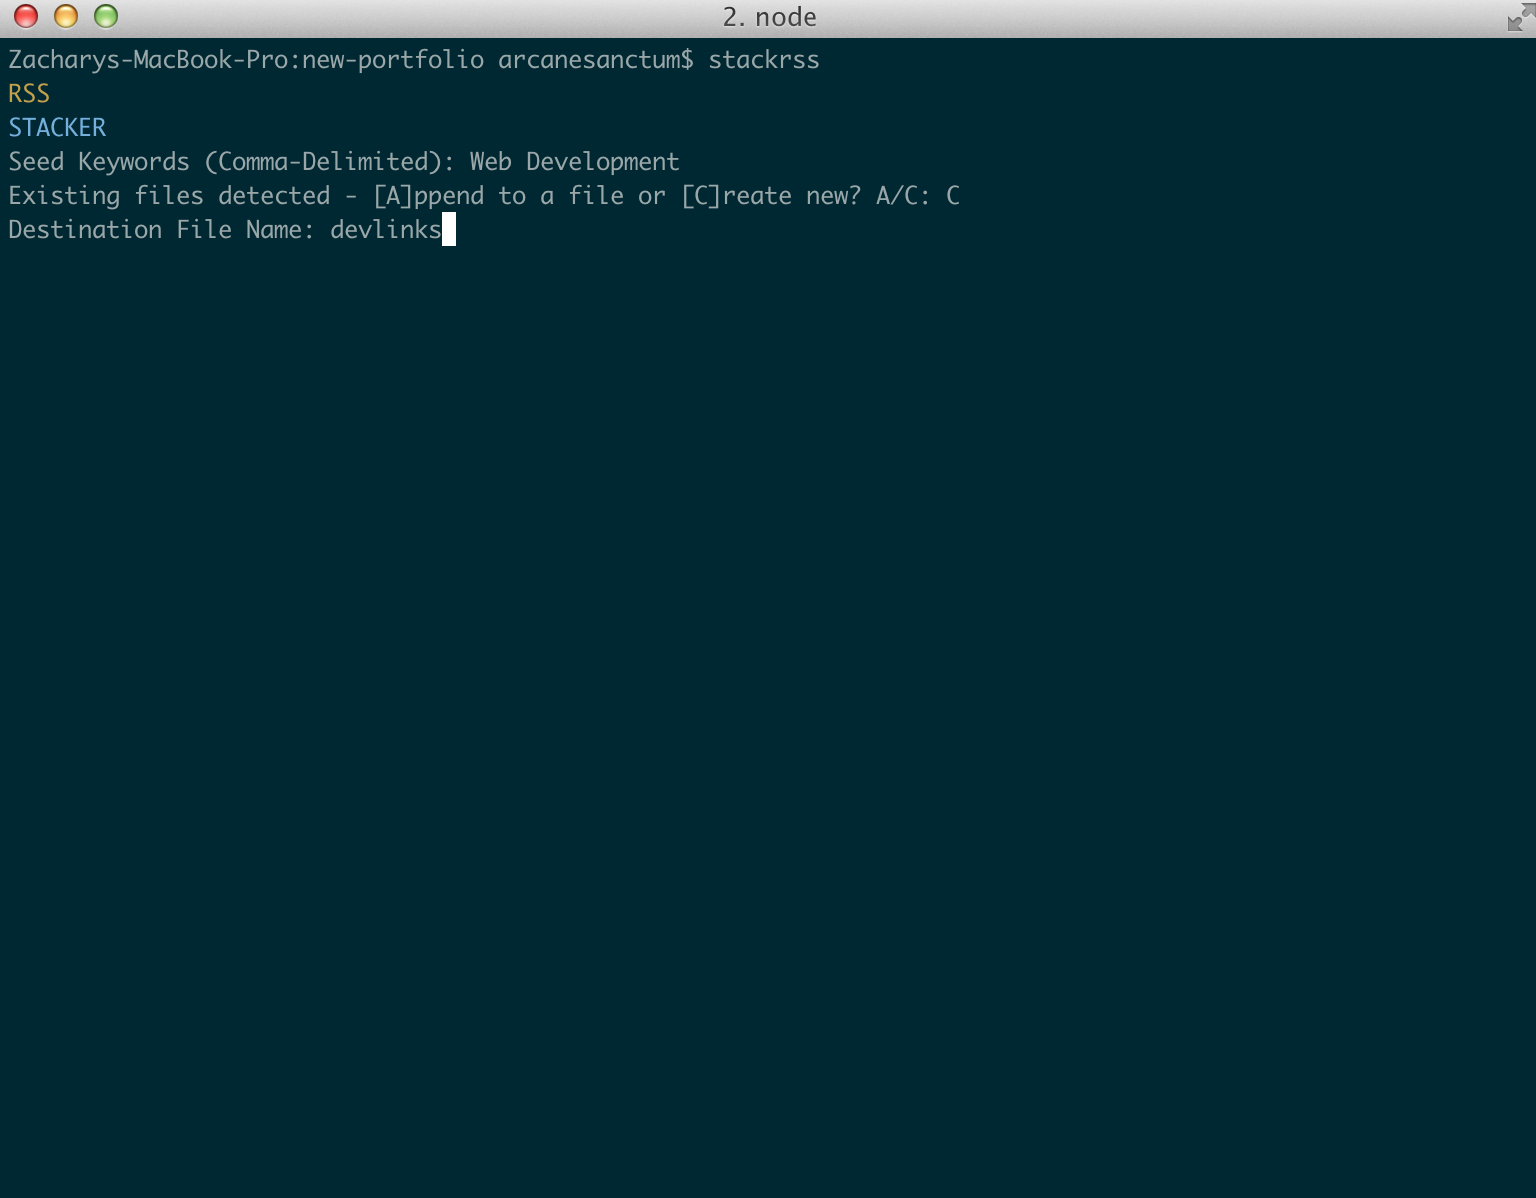 2. node
Zacharys-MacBook-Pro:new-portfolio arcanesanctum$ stackrss
RSS
STACKER
Seed Keywords (Comma-Delimited): Web Development
Existing files detected - [A]ppend to a file or [C]reate new? A/C: C
Destination File Name: devlinks